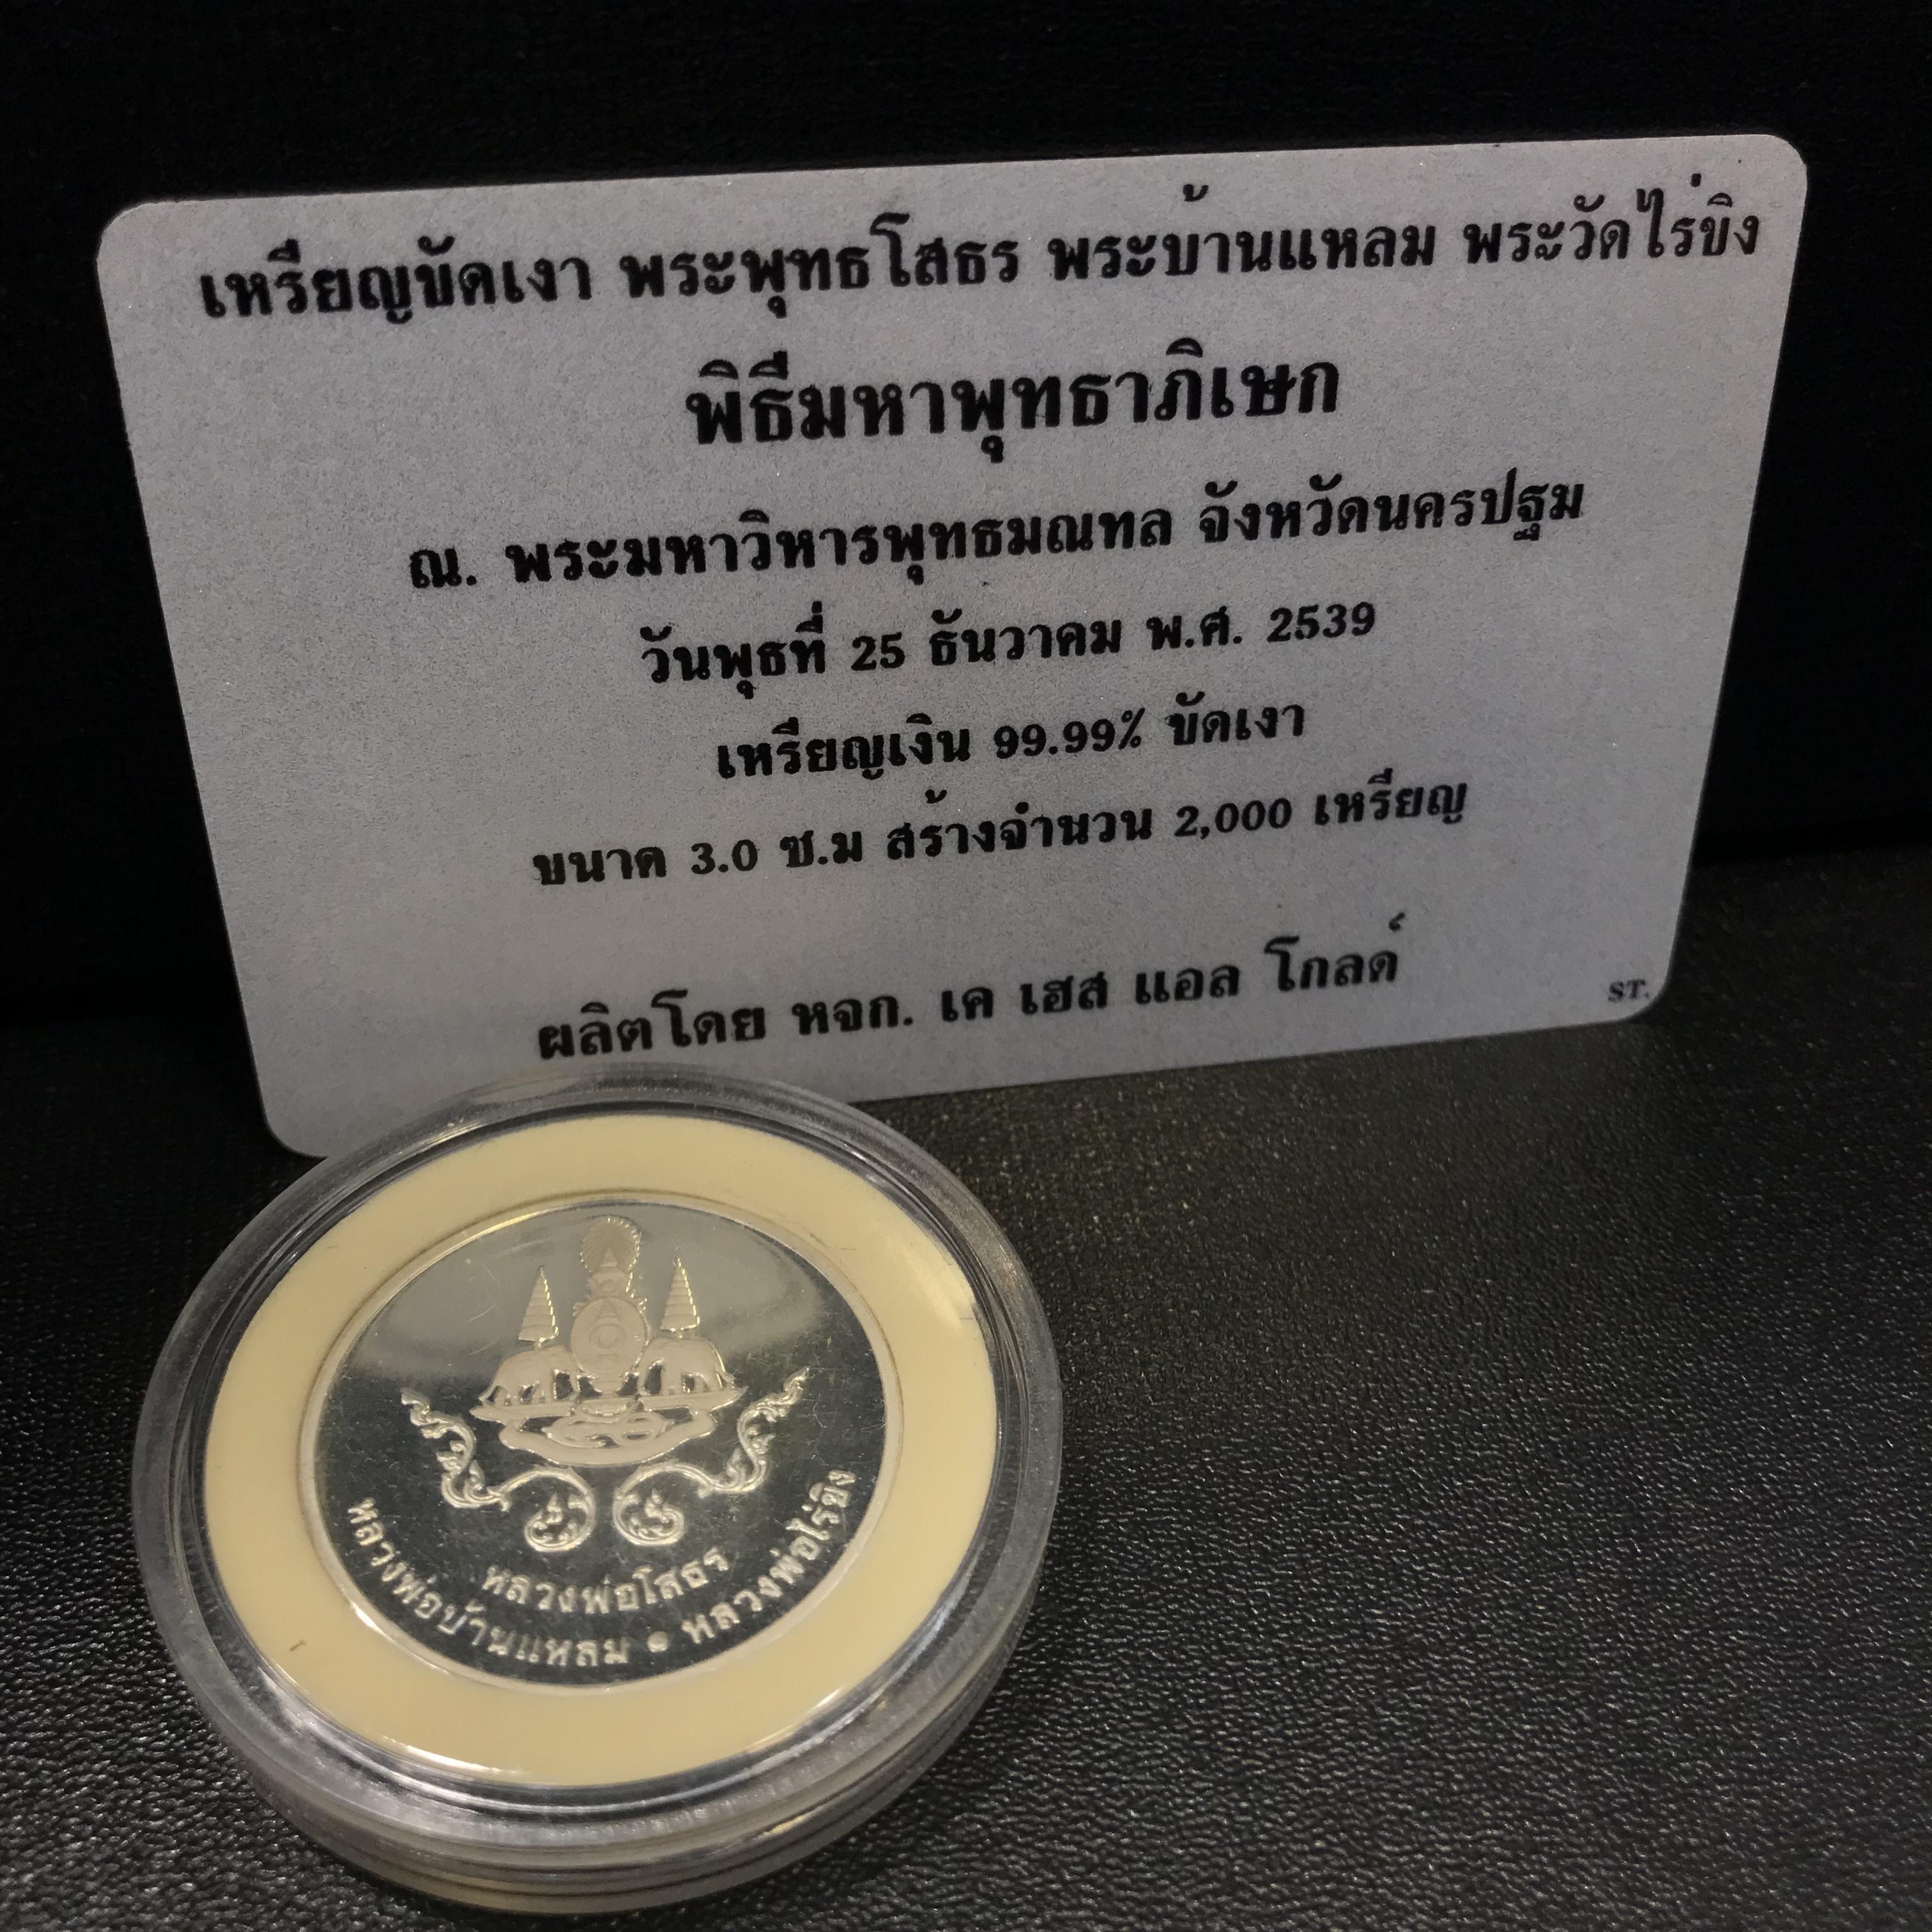 เหรียญขัดเงา พระพุทธโสธร พระบ้านแหลม พระวัดไร่ขิง
พิธีมหาพุทธาภิเษก
ณ. พระมหาวิหารพุทธมณฑล จังหวัดนครปฐม
วันพุธที่ 25 ธันวาคม พ.ศ. 2539
เหรียญเงิน 99.99% ขัดเงา
ขนาด 3.0 ซ.ม สร้างจำนวน 2,000 เหรียญ
ผลิตโดย หจก. เค เฮส แอล โกลด์
ST.
หลวงพ่อโสธร
หลวงพ่อบ้านแหลม • หลวงพ่อไร่ขิง